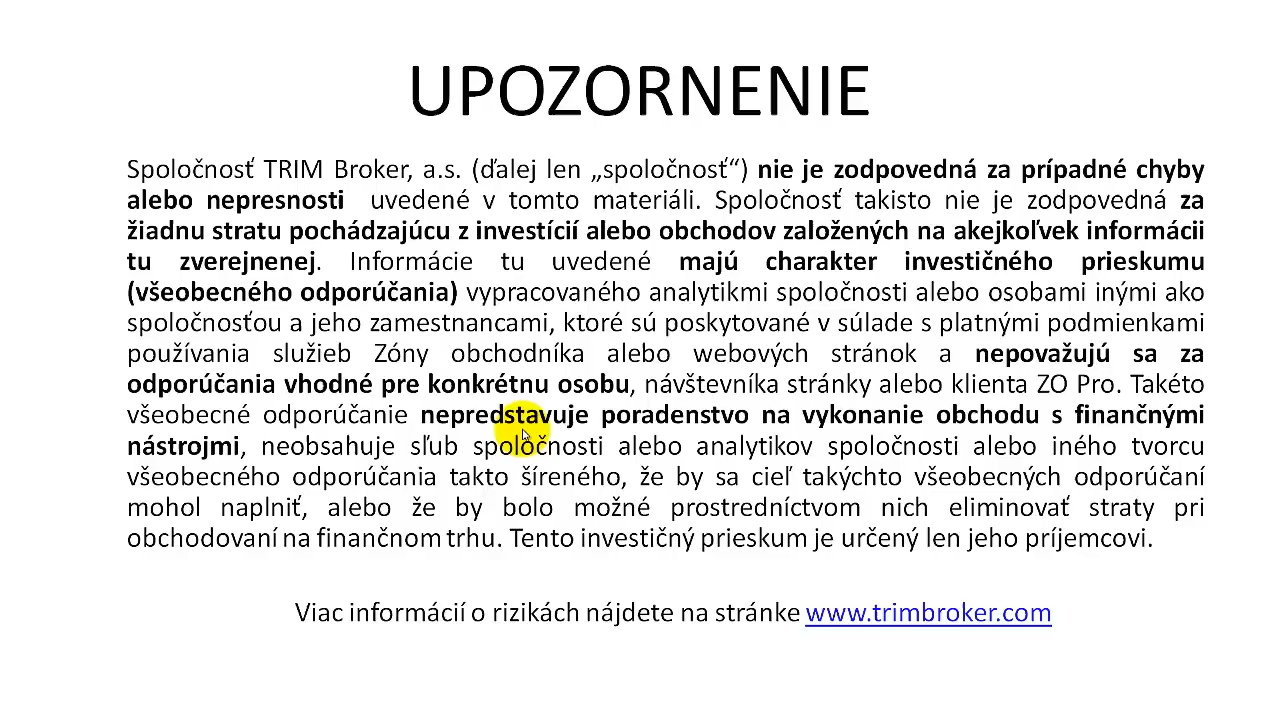 UPOZORNENIE
Spoločnosť TRIM Broker, a.s. (ďalej len „spoločnosť“) nie je zodpovedná za prípadné chyby
alebo nepresnosti uvedené v tomto materiáli. Spoločnosť takisto nie je zodpovedná za
žiadnu stratu pochádzajúcu z investícií alebo obchodov založených na akejkoľvek informácii
tu zverejnenej. Informácie tu uvedené majú charakter investičného prieskumu
(všeobecného odporúčania) vypracovaného analytikmi spoločnosti alebo osobami inými ako
spoločnosťou a jeho zamestnancami, ktoré sú poskytované v súlade s platnými podmienkami
používania služieb Zóny obchodníka alebo webových stránok a nepovažujú sa za
odporúčania vhodné pre konkrétnu osobu, návštevníka stránky alebo klienta ZO Pro. Takéto
všeobecné odporúčanie nepredstavuje poradenstvo na vykonanie obchodu s finančnými
nástrojmi, neobsahuje sľub spoločnosti alebo analytikov spoločnosti alebo iného tvorcu
všeobecného odporúčania takto šíreného, že by sa cieľ takýchto všeobecných odporúčaní
mohol naplniť, alebo že by bolo možné prostredníctvom nich eliminovať straty pri
obchodovaní na finančnom trhu. Tento investičný prieskum je určený len jeho príjemcovi.
Viac informácií o rizikách nájdete na stránke www.trimbroker.com